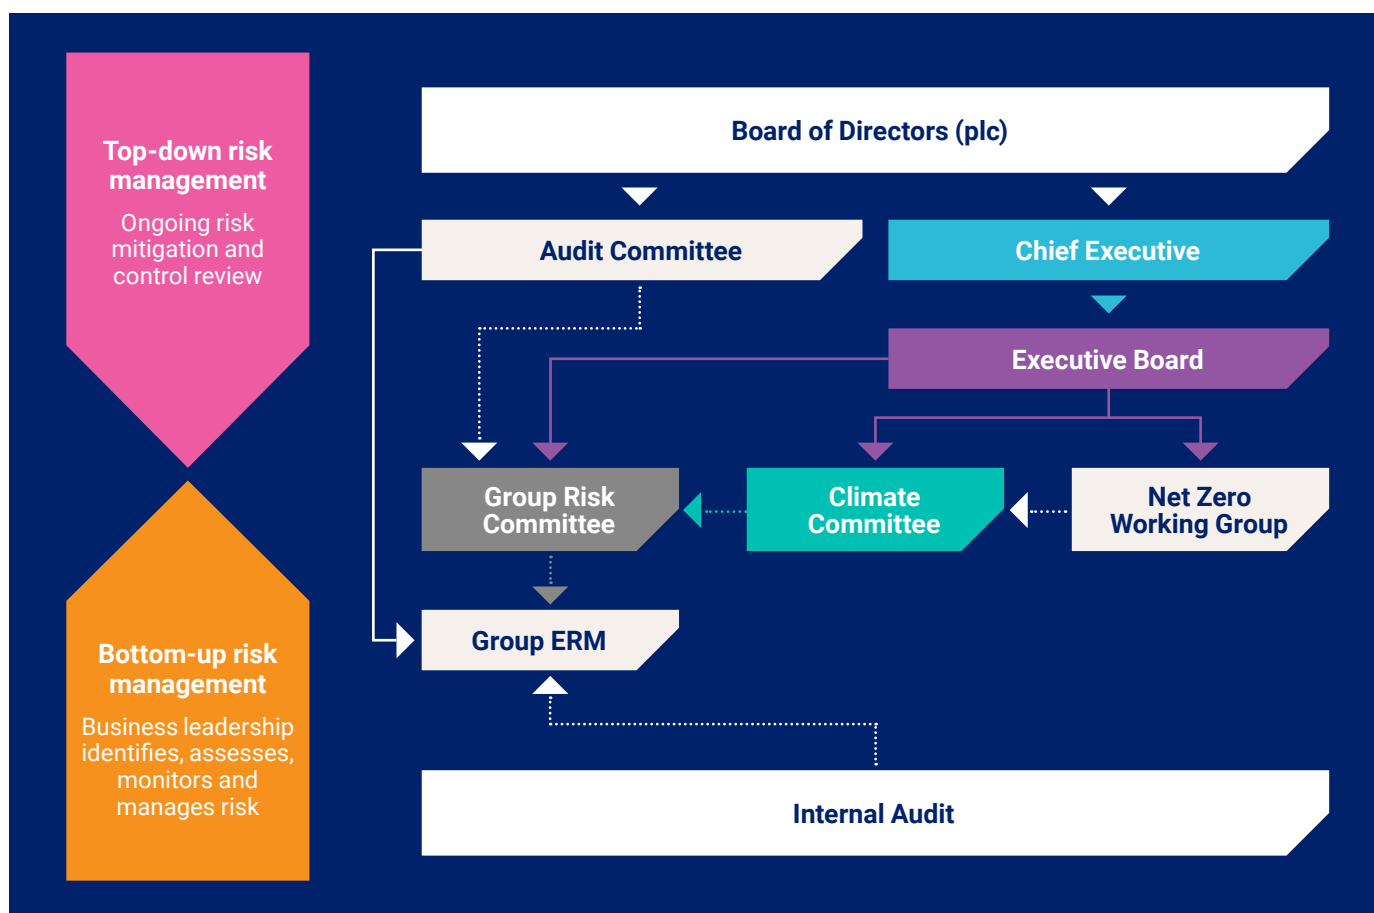 Top-down risk
management
Ongoing risk
mitigation and
control review
Bottom-up risk
management
Business leadership
identifies, assesses,
monitors and
manages risk
Board of Directors (plc)
Audit Committee
Chief Executive
Executive Board
Group Risk
Committee
Climate
Committee
Net Zero
Working Group
Group ERM
Internal Audit